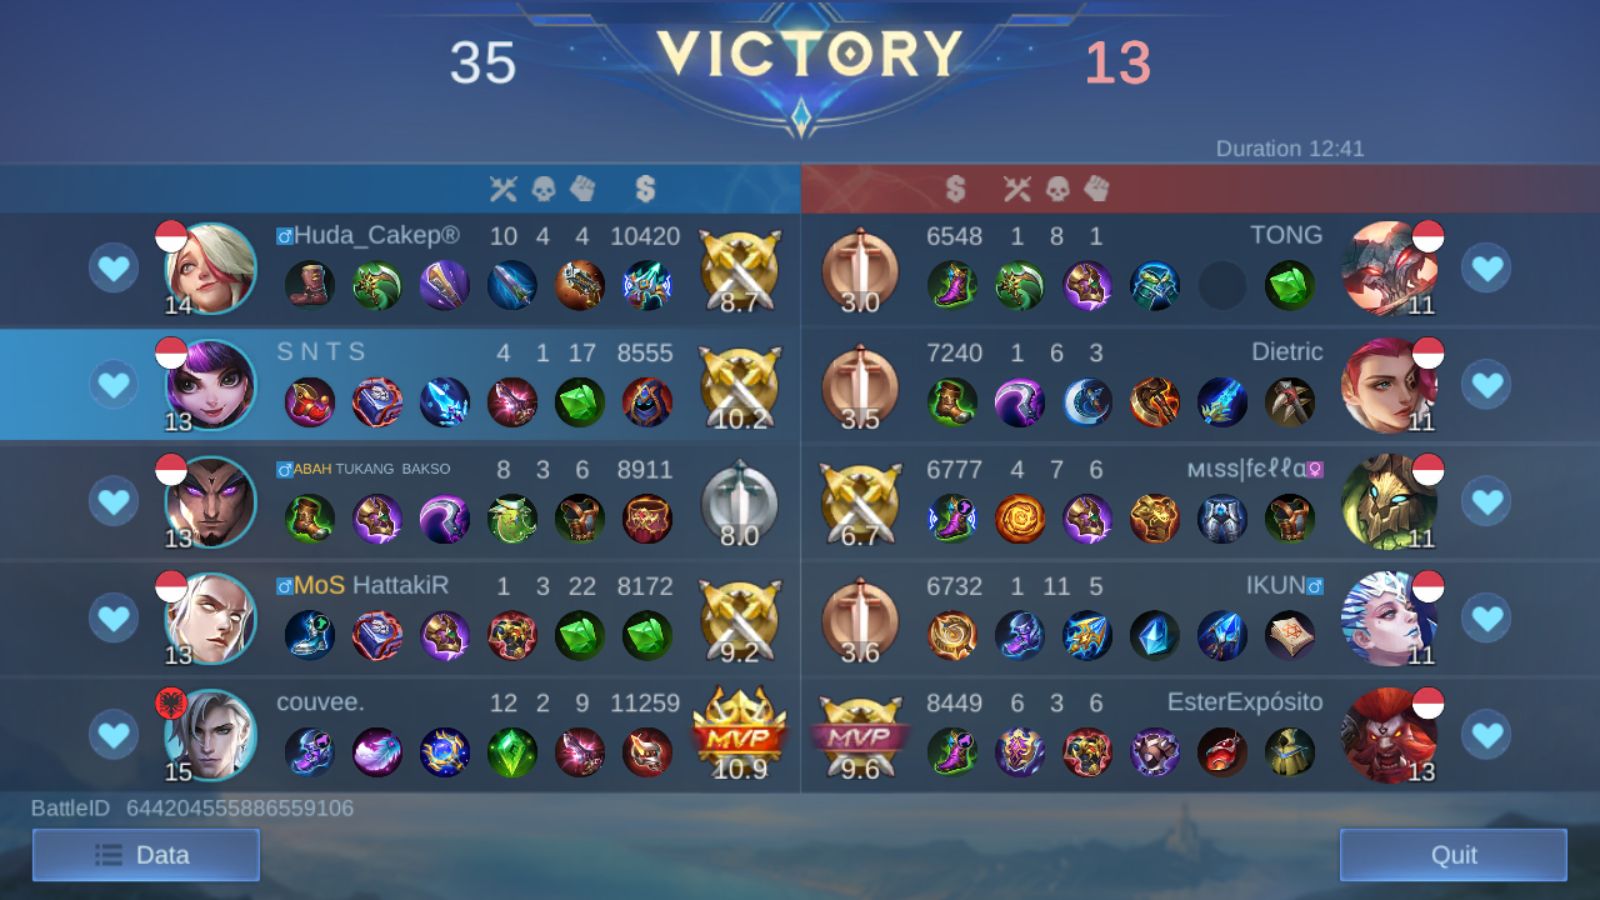 35 VICTORY 13
Duration 12:41
Huda_Cakep® 10 4 4 10420 8.7 14
6548 1 8 1 TONG 3.0 11
S N T S 4 1 17 8555 10.2 13
7240 1 6 3 Dietric 3.5 11
ABAH TUKANG BAKSO 8 3 6 8911 8.0 13
6777 4 7 6 мιss|fєℓℓα 6.7 11
MoS HattakiR 1 3 22 8172 9.2 13
6732 1 11 5 IKUN 3.6 11
couvee. 12 2 9 11259 MVP 10.9 15
8449 6 3 6 EsterExpósito MVP 9.6 13
BattleID 644204555886559106
Data
Quit